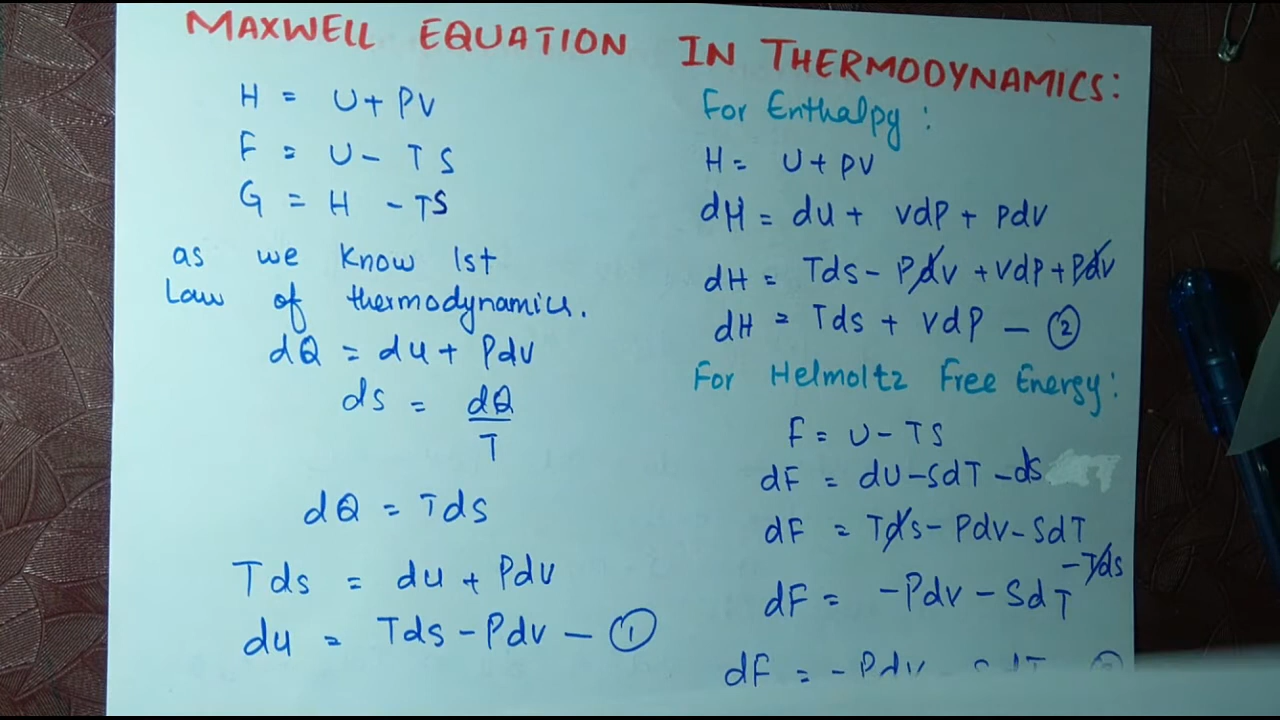 MAXWELL EQUATION IN THERMODYNAMICS:
H = U + PV
F = U - TS
G = H - TS
as we know 1st
Law of thermodynamics.
dQ = du + Pdv
ds = dQ/T
dQ = Tds
Tds = du + Pdv
du = Tds - Pdv - ①
For Enthalpy:
H = U + PV
dH = du + vdp + pdv
dH = Tds - Pdv + vdp + Pdv
dH = Tds + vdp - ②
For Helmoltz Free Energy:
F = U - TS
dF = dU - SdT - ds
dF = Tds - Pdv - SdT - Tds
dF = - Pdv - SdT
dF = - Pdv